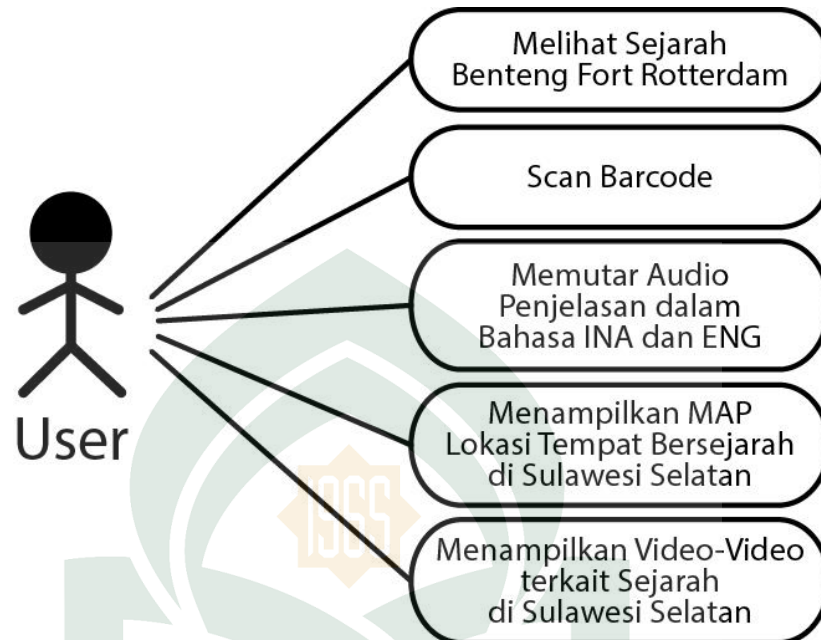 Melihat Sejarah
Benteng Fort Rotterdam
Scan Barcode
Memutar Audio
Penjelasan dalam
Bahasa INA dan ENG
User
Menampilkan MAP
Lokasi Tempat Bersejarah
di Sulawesi Selatan
1965
Menampilkan Video-Video
terkait Sejarah
di Sulawesi Selatan